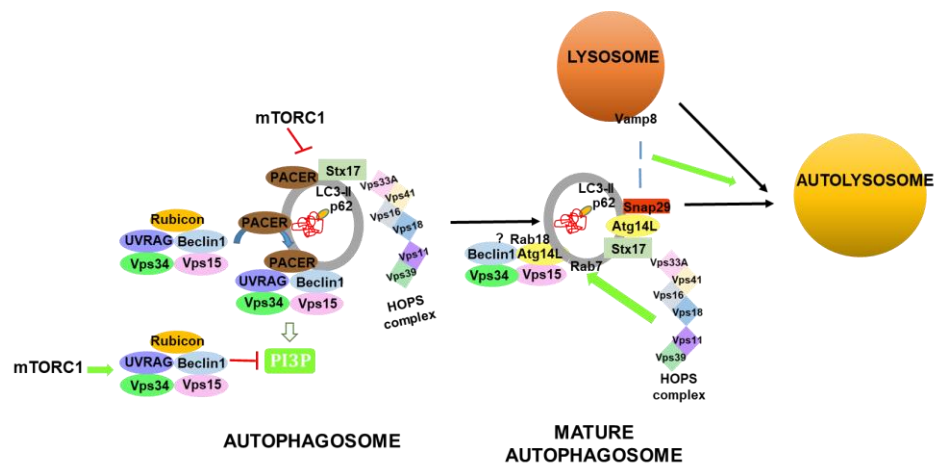 LYSOSOME
Vamp8
AUTOLYSOSOME
mTORC1
PACER
Stx17
LC3-II
p62
Vps33A
Vps41
Vps16
Vps18
Vps11
Vps39
HOPS
complex
Rubicon
UVRAG Beclin1
Vps34 Vps15
PACER
PACER
UVRAG Beclin1
Vps34 Vps15
PI3P
mTORC1
Rubicon
UVRAG Beclin1
Vps34 Vps15
AUTOPHAGOSOME
LC3-II
p62
Snap29
Atg14L
Stx17
? Rab18
Beclin1 Atg14L
Vps34 Vps15
Rab7
Vps33A
Vps41
Vps16
Vps18
Vps11
Vps39
HOPS
complex
MATURE
AUTOPHAGOSOME